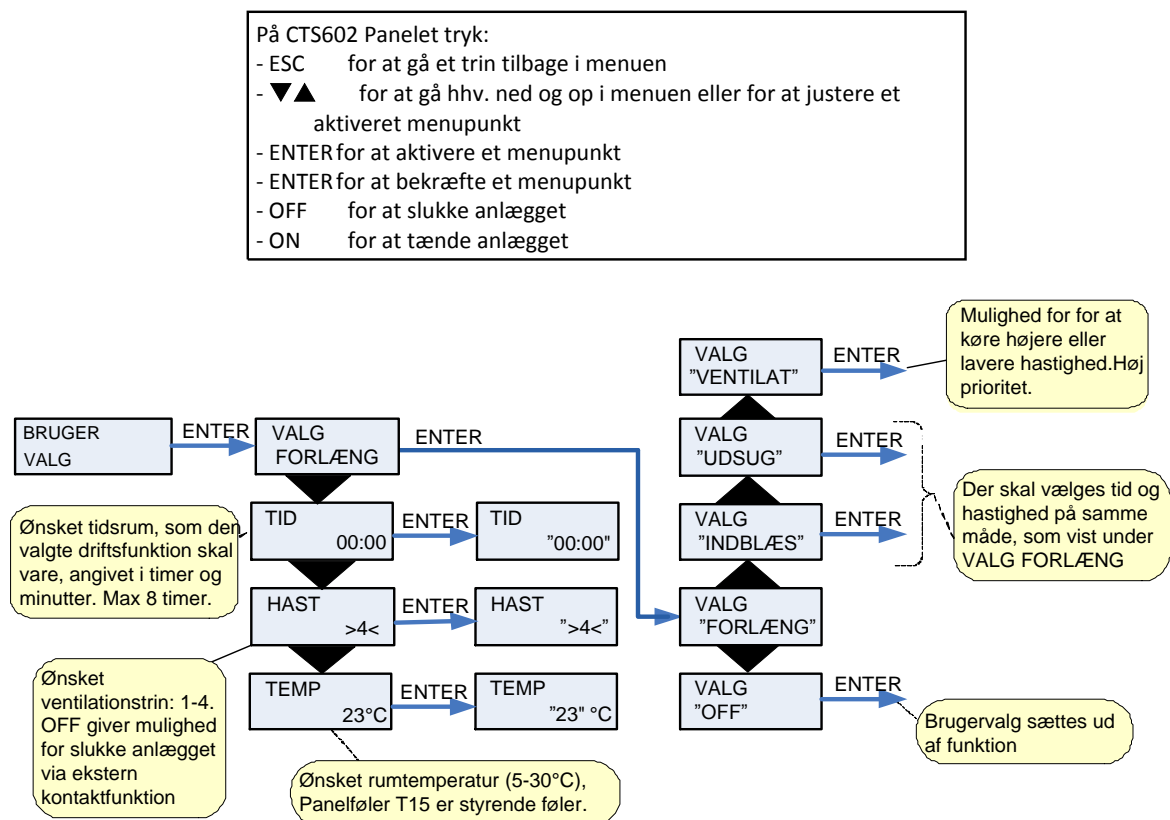 På CTS602 Panelet tryk:
- ESC for at gå et trin tilbage i menuen
- ▼▲ for at gå hhv. ned og op i menuen eller for at justere et
aktiveret menupunkt
- ENTER for at aktivere et menupunkt
- ENTER for at bekræfte et menupunkt
- OFF for at slukke anlægget
- ON for at tænde anlægget
BRUGER
VALG
ENTER
VALG
FORLÆNG
ENTER
Ønsket tidsrum, som den
valgte driftsfunktion skal
vare, angivet i timer og
minutter. Max 8 timer.
TID
00:00
ENTER
TID
"00:00"
HAST
>4<
ENTER
HAST
">4<"
Ønsket
ventilationstrin: 1-4.
OFF giver mulighed
for slukke anlægget
via ekstern
kontaktfunktion
TEMP
23°C
ENTER
TEMP
"23" °C
Ønsket rumtemperatur (5-30°C),
Panelføler T15 er styrende føler.
VALG
"VENTILAT"
ENTER
Mulighed for for at
køre højere eller
lavere hastighed.Høj
prioritet.
VALG
"UDSUG"
ENTER
VALG
"INDBLÆS"
ENTER
Der skal vælges tid og
hastighed på samme
måde, som vist under
VALG FORLÆNG
VALG
"FORLÆNG"
VALG
"OFF"
ENTER
Brugervalg sættes ud
af funktion